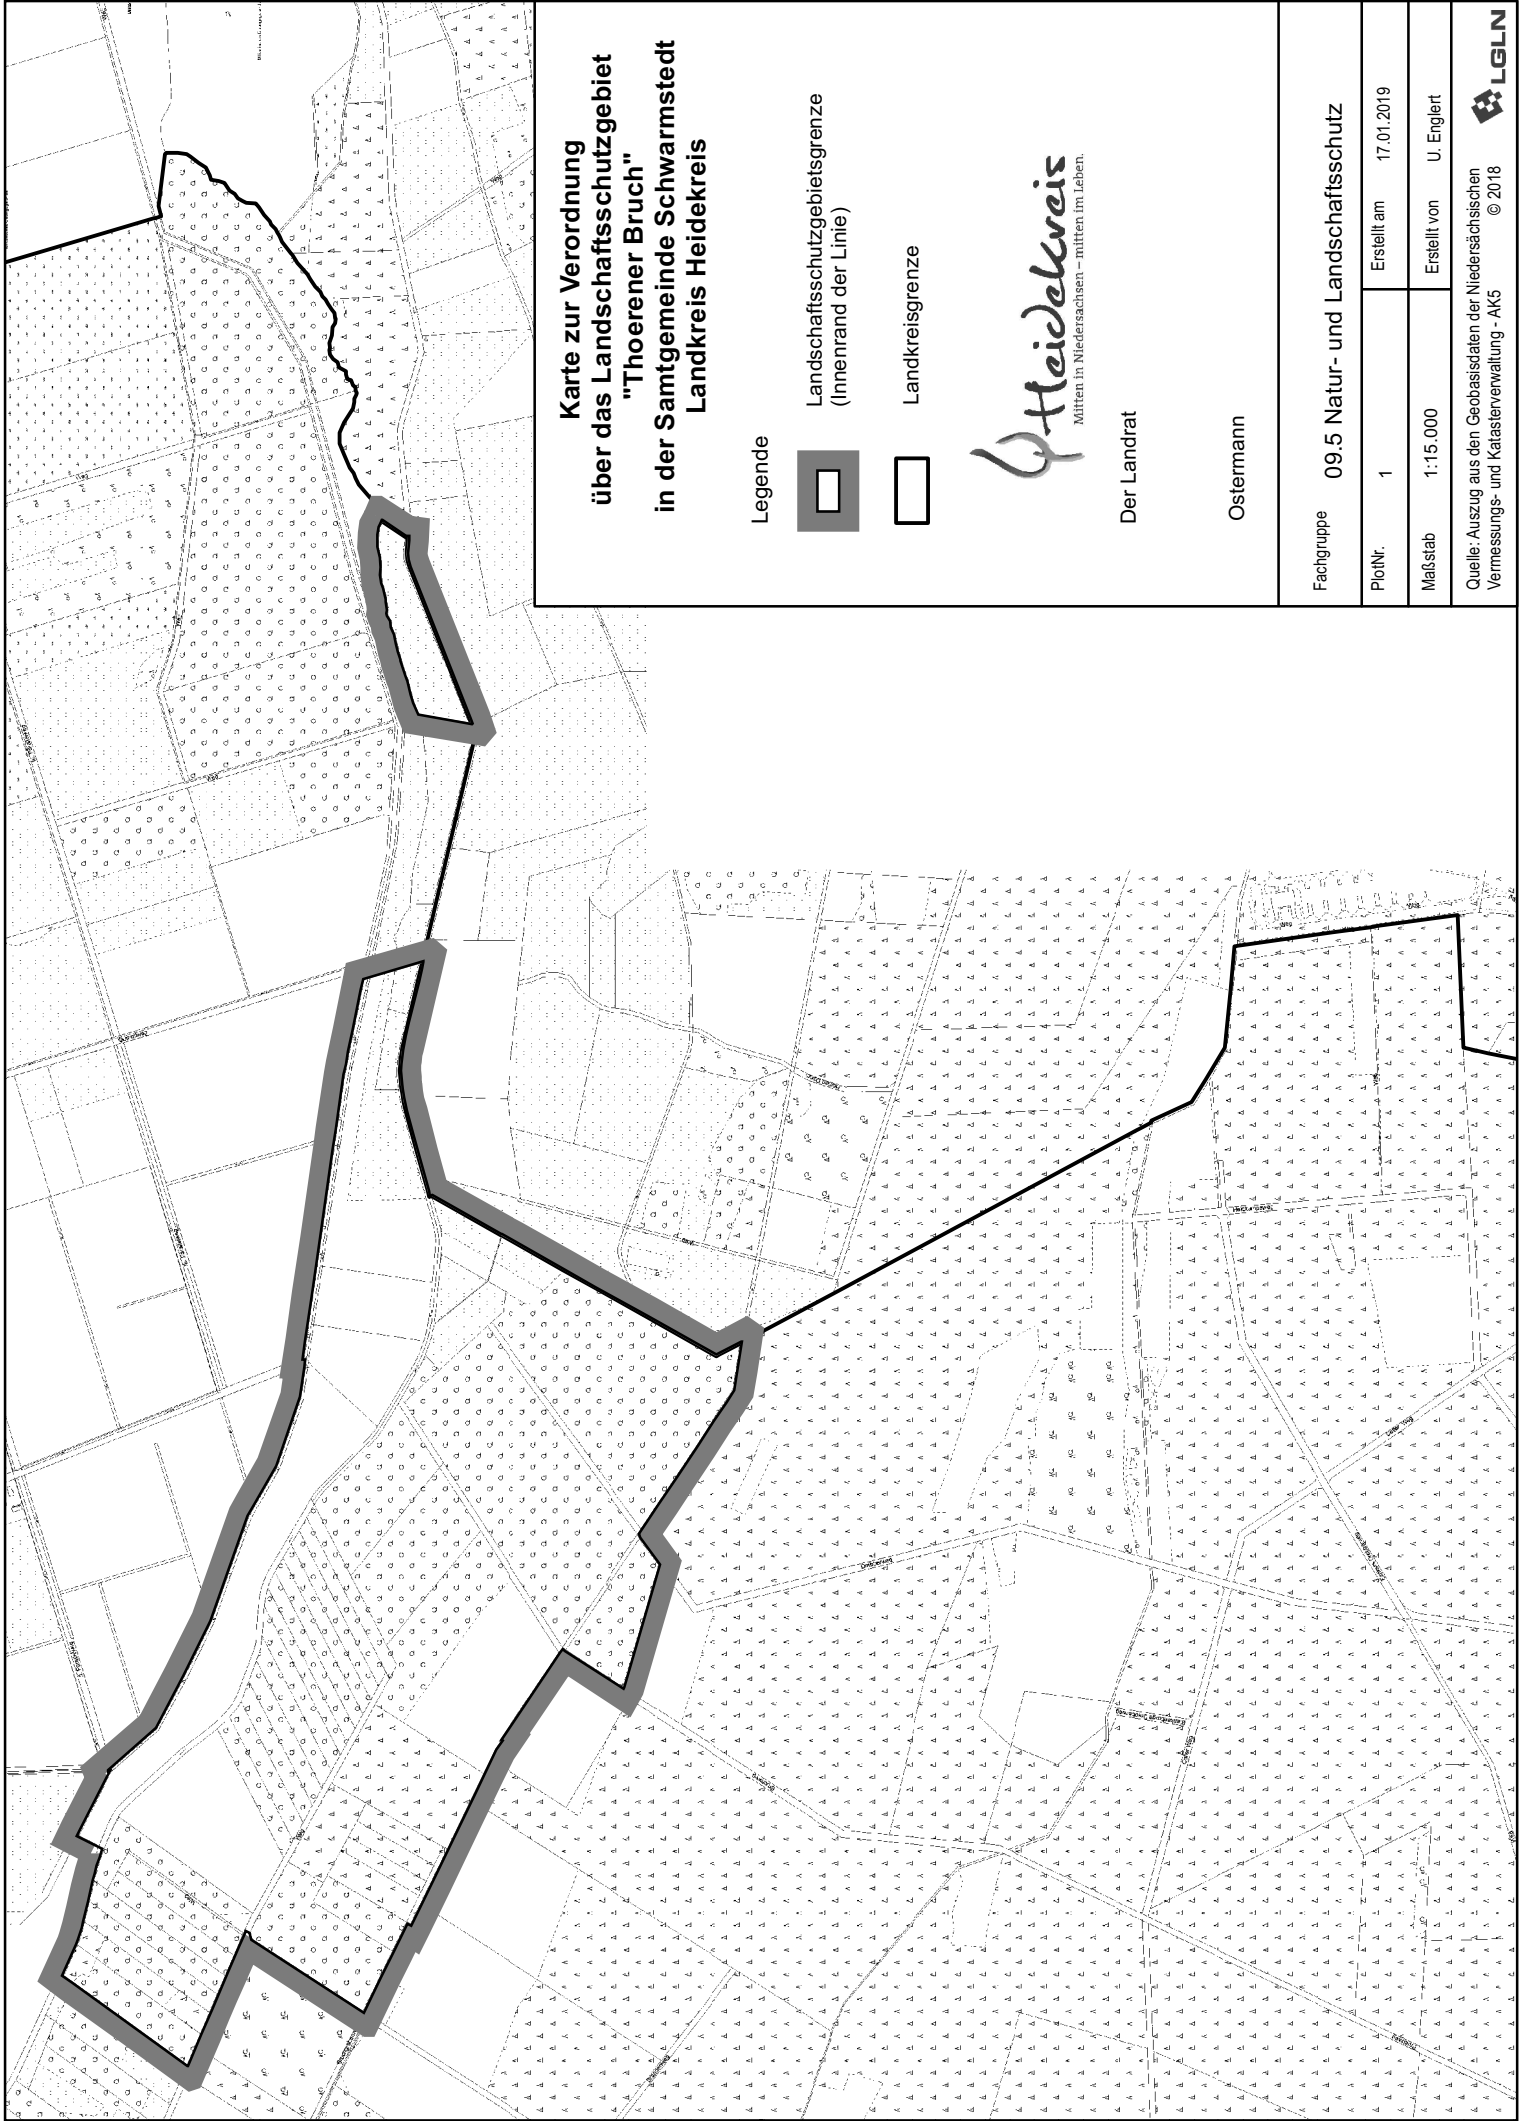 Karte zur Verordnung
über das Landschaftsschutzgebiet
"Thoerener Bruch"
in der Samtgemeinde Schwarmstedt
Landkreis Heidekreis
Legende
Landschaftsschutzgebietsgrenze
(Innenrand der Linie)
Landkreisgrenze
Heidekreis
Mitten in Niedersachsen – mitten im Leben.
Der Landrat
Ostermann
Fachgruppe 09.5 Natur- und Landschaftsschutz
PlotNr. 1 Erstellt am 17.01.2019
Maßstab 1:15.000 Erstellt von U. Englert
Quelle: Auszug aus den Geobasisdaten der Niedersächsischen
Vermessungs- und Katasterverwaltung - AK5 © 2018
LGLN